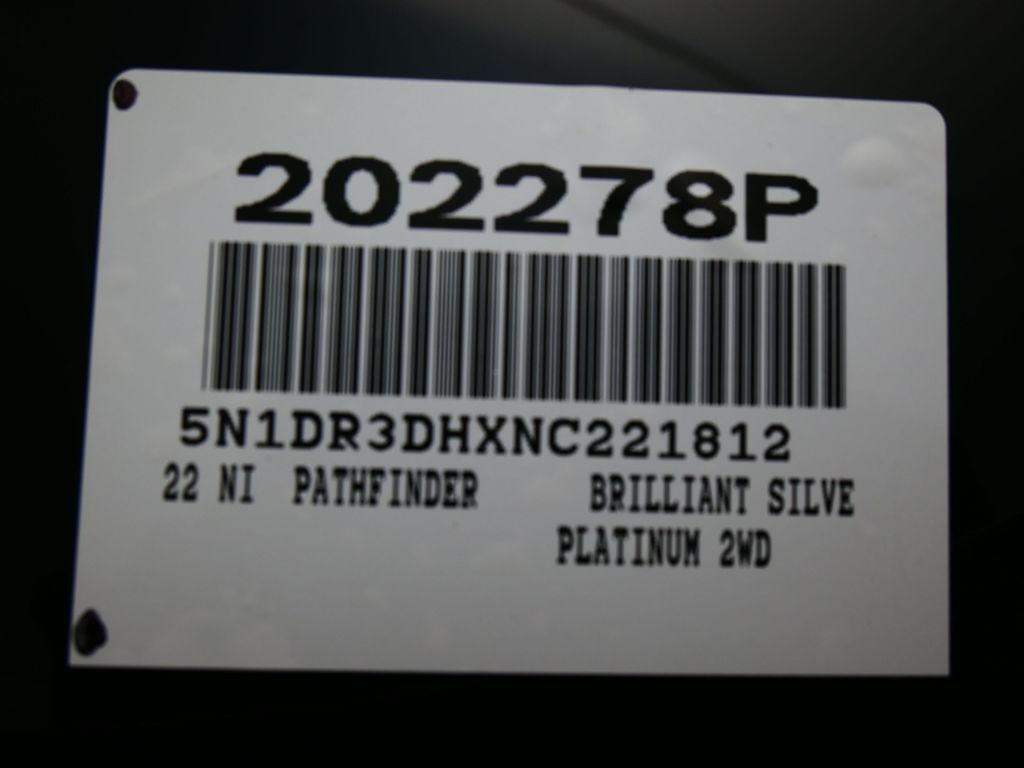 202278P
5N1DR3DHXNC221812
22 NI PATHFINDER BRILLIANT SILVE
PLATINUM 2WD